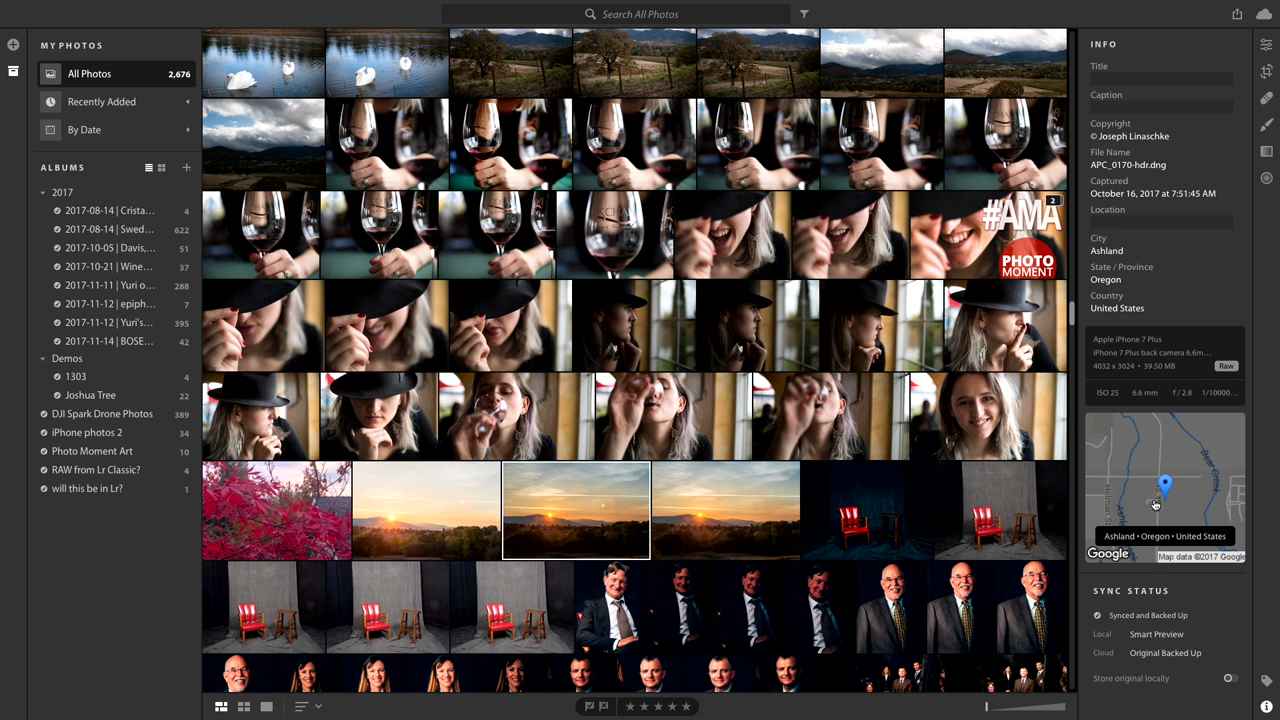 Search All Photos
MY PHOTOS
All Photos 2,676
Recently Added
By Date
ALBUMS
2017
2017-08-14 | Crista... 4
2017-08-14 | Swed... 622
2017-10-05 | Davis,... 51
2017-10-21 | Wine... 37
2017-11-11 | Yuri o... 288
2017-11-12 | epiph... 7
2017-11-12 | Yuri's... 395
2017-11-14 | BOSE... 42
Demos
1303 4
Joshua Tree 22
DJI Spark Drone Photos 389
iPhone photos 2 34
Photo Moment Art 10
RAW from Lr Classic? 4
will this be in Lr? 1
2
#AMA
PHOTO
MOMENT
INFO
Title
Caption
Copyright
© Joseph Linaschke
File Name
APC_0170-hdr.dng
Captured
October 16, 2017 at 7:51:45 AM
Location
City
Ashland
State / Province
Oregon
Country
United States
Apple iPhone 7 Plus
iPhone 7 Plus back camera 6.6m...
4032 x 3024 • 39.50 MB Raw
ISO 25 6.6 mm f / 2.8 1/10000...
Bear Creek
Ashland • Oregon • United States
Google Map data ©2017 Google
SYNC STATUS
Synced and Backed Up
Local Smart Preview
Cloud Original Backed Up
Store original locally